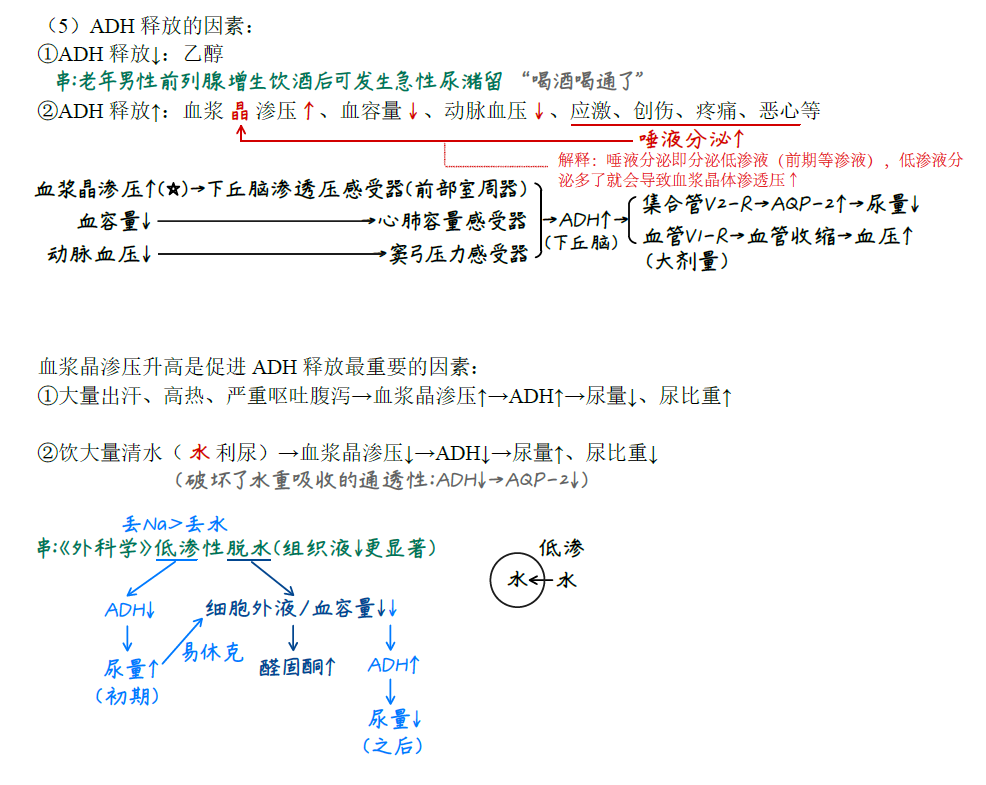 （5）ADH 释放的因素：
①ADH 释放↓：乙醇
串:老年男性前列腺增生饮酒后可发生急性尿潴留 “喝酒喝通了”
②ADH 释放↑：血浆 晶 渗压↑、血容量↓、动脉血压↓、应激、创伤、疼痛、恶心等
唾液分泌↑
解释：唾液分泌即分泌低渗液（前期等渗液），低渗液分
泌多了就会导致血浆晶体渗透压↑
血浆晶渗压↑(★)→下丘脑渗透压感受器(前部室周器)
血容量↓→心肺容量感受器
动脉血压↓→窦弓压力感受器
→ADH↑→
(下丘脑)
集合管V2-R→AQP-2↑→尿量↓
血管V1-R→血管收缩→血压↑
(大剂量)
血浆晶渗压升高是促进 ADH 释放最重要的因素：
①大量出汗、高热、严重呕吐腹泻→血浆晶渗压↑→ADH↑→尿量↓、尿比重↑
②饮大量清水（ 水 利尿）→血浆晶渗压↓→ADH↓→尿量↑、尿比重↓
(破坏了水重吸收的通透性:ADH↓→AQP-2↓)
丢Na>丢水
串:《外科学》低渗性脱水(组织液↓更显著)
ADH↓
尿量↑
(初期)
易休克
细胞外液/血容量↓↓
醛固酮↑
ADH↑
尿量↓
(之后)
低渗
水←水